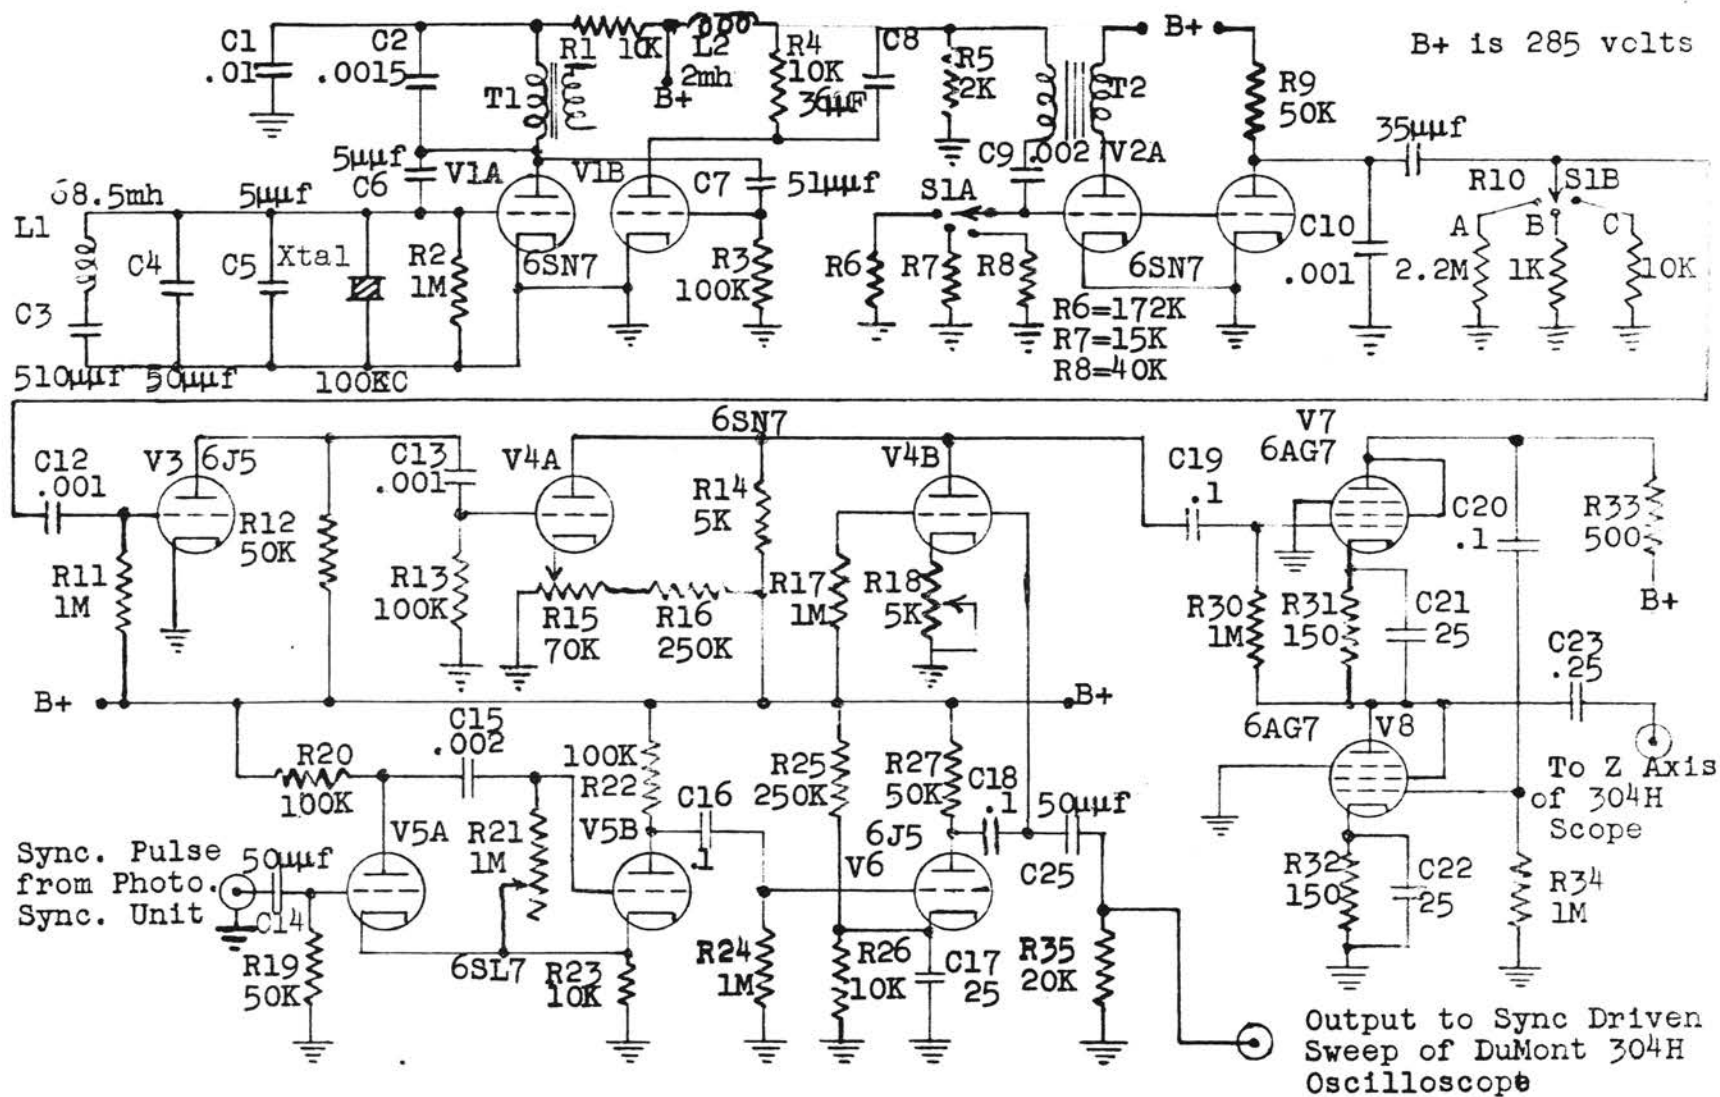 C1
.01
C2
.0015
T1
R1
10K
L2
2mh
B+
R4
10K
C8
R5
2K
T2
B+
B+ is 285 volts
R9
50K
35μμf
5μμf
C6
V1A
V1B
C7
51μμf
C9
.002
V2A
S1A
R10
S1B
A
B
C
2.2M
1K
10K
68.5mh
L1
C3
510μμf
C4
50μμf
5μμf
C5
Xtal
100KC
R2
1M
6SN7
R3
100K
R6
R7
R8
6SN7
R6=172K
R7=15K
R8=40K
C10
.001
C12
.001
V3
6J5
R11
1M
R12
50K
C13
.001
R13
100K
V4A
6SN7
R14
5K
R15
70K
R16
250K
V4B
R17
1M
R18
5K
C19
.1
V7
6AG7
C20
.1
R33
500
B+
R30
1M
R31
150
C21
25
C23
.25
B+
B+
R20
100K
C15
.002
100K
R22
C16
.1
R25
250K
R27
50K
C18
.1
50μμf
C25
6AG7
V8
To Z Axis
of 304H
Scope
Sync. Pulse
from Photo.
Sync. Unit
50μμf
C14
R19
50K
V5A
R21
1M
V5B
6SL7
R23
10K
R24
1M
V6
6J5
R26
10K
C17
25
R35
20K
R32
150
C22
25
R34
1M
Output to Sync Driven
Sweep of DuMont 304H
Oscilloscope